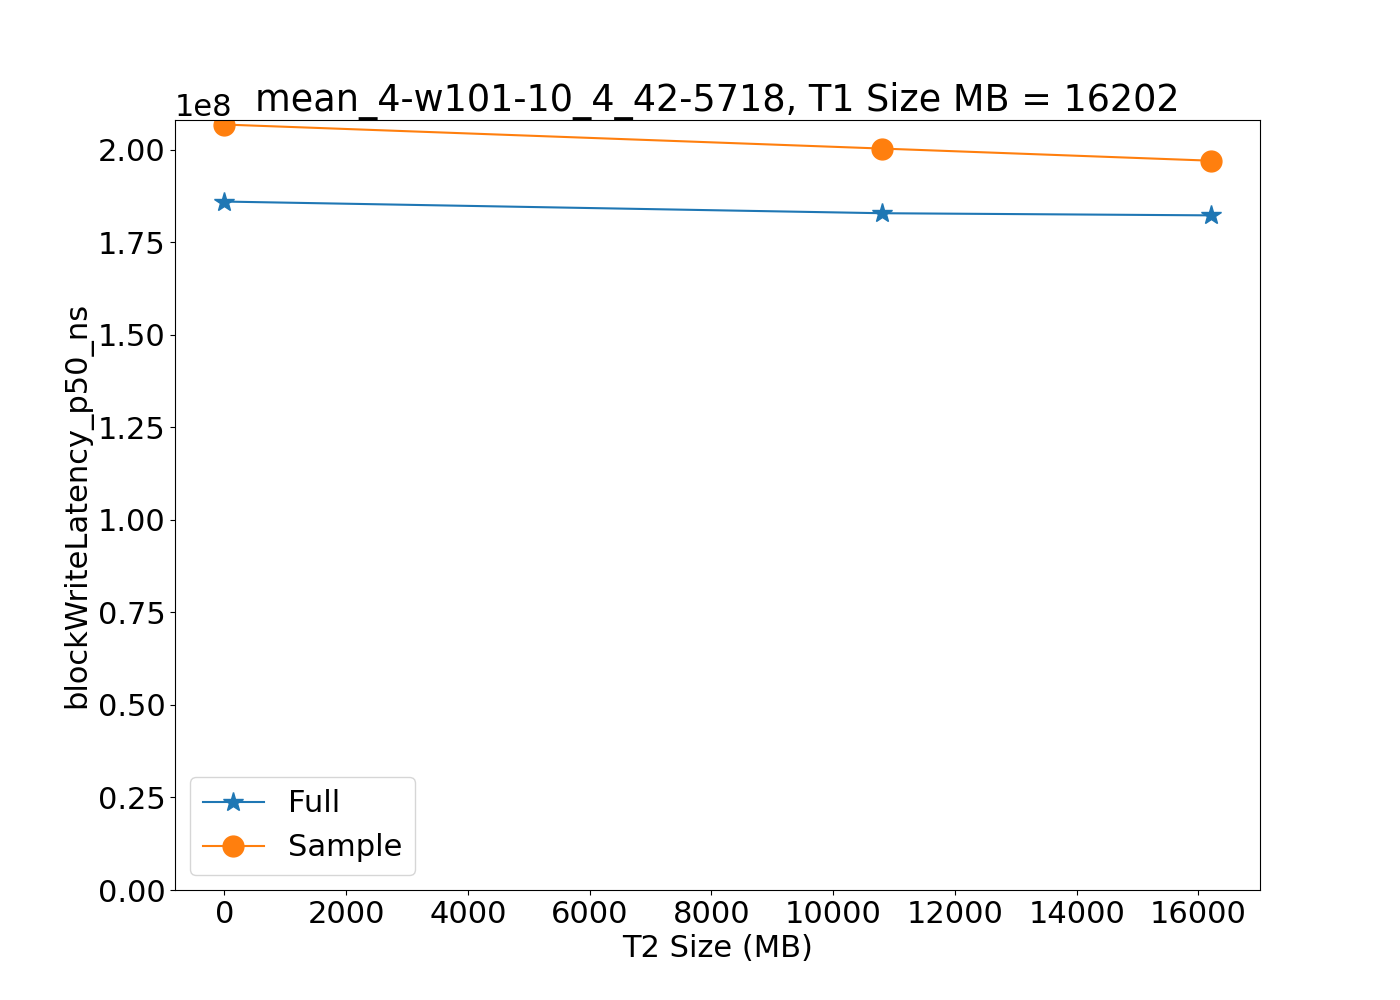 1e8
mean_4-w101-10_4_42-5718, T1 Size MB = 16202
blockWriteLatency_p50_ns
2.00
1.75
1.50
1.25
1.00
0.75
0.50
0.25
0.00
Full
Sample
0 2000 4000 6000 8000 10000 12000 14000 16000
T2 Size (MB)